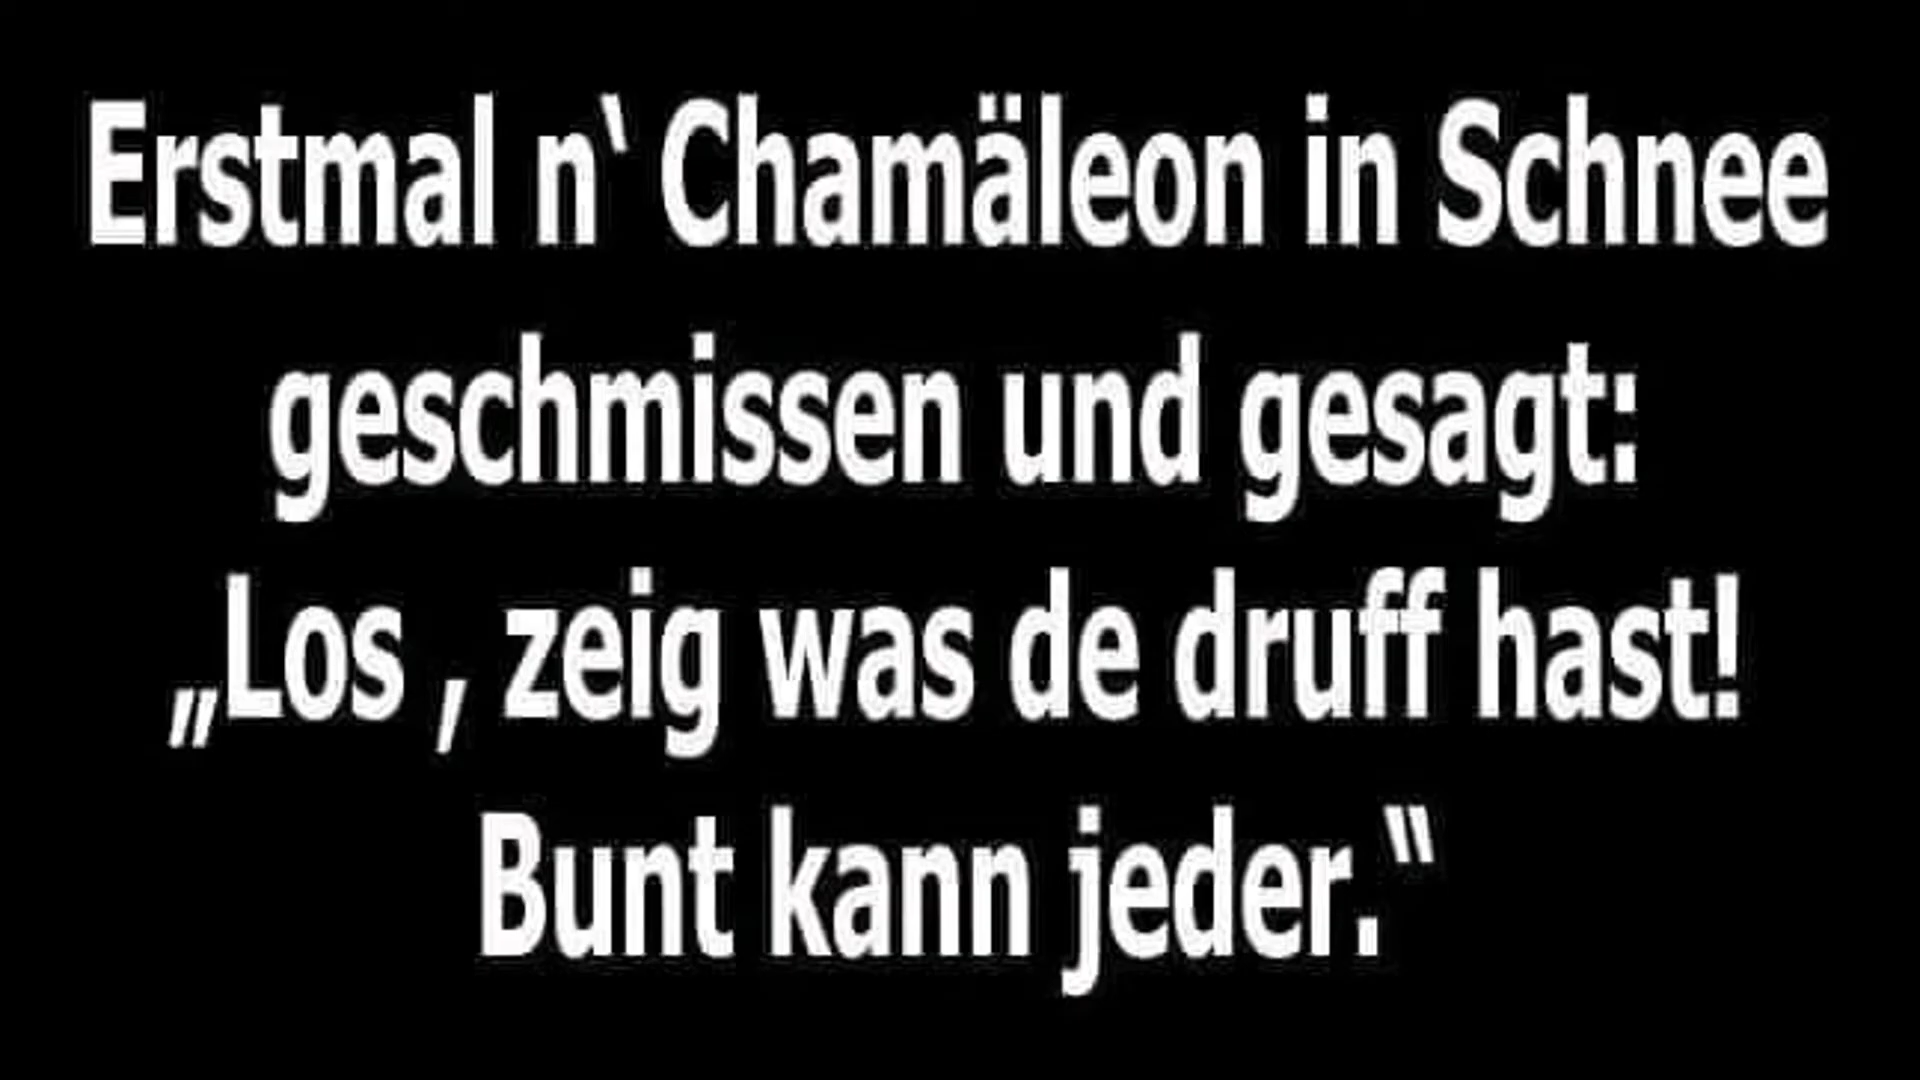 Erstmal n‘ Chamäleon in Schnee
geschmissen und gesagt:
„Los , zeig was de druff hast!
Bunt kann jeder.“